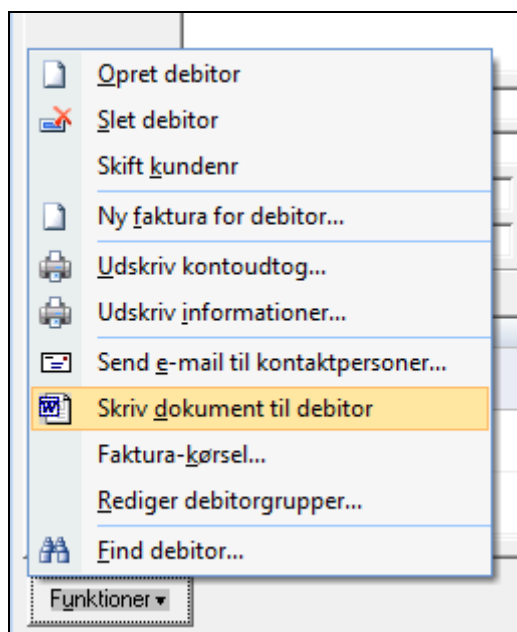 Opret debitor
Slet debitor
Skift kundenr
Ny faktura for debitor...
Udskriv kontoudtog...
Udskriv informationer...
Send e-mail til kontaktpersoner...
Skriv dokument til debitor
Faktura-kørsel...
Rediger debitorgrupper...
Find debitor...
Funktioner